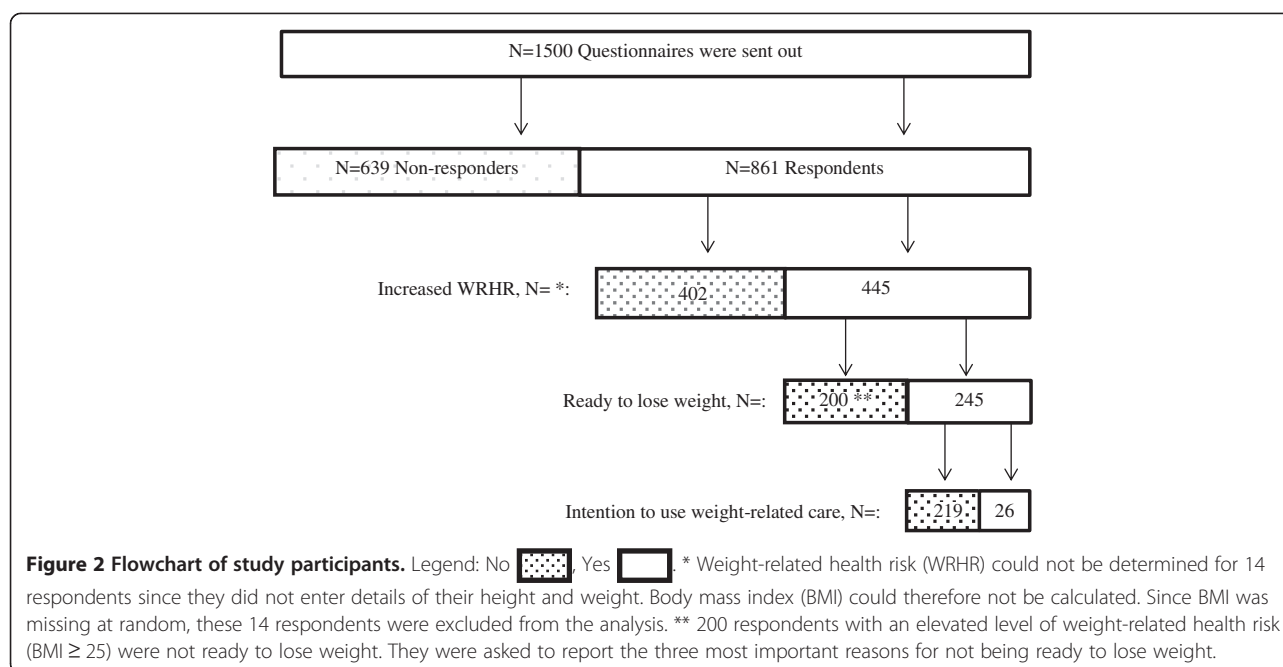 N=1500 Questionnaires were sent out
N=639 Non-responders
N=861 Respondents
Increased WRHR, N= *:
402
445
Ready to lose weight, N=:
200 **
245
Intention to use weight-related care, N=:
219
26
Figure 2 Flowchart of study participants. Legend: No , Yes . * Weight-related health risk (WRHR) could not be determined for 14
respondents since they did not enter details of their height and weight. Body mass index (BMI) could therefore not be calculated. Since BMI was
missing at random, these 14 respondents were excluded from the analysis. ** 200 respondents with an elevated level of weight-related health risk
(BMI ≥ 25) were not ready to lose weight. They were asked to report the three most important reasons for not being ready to lose weight.